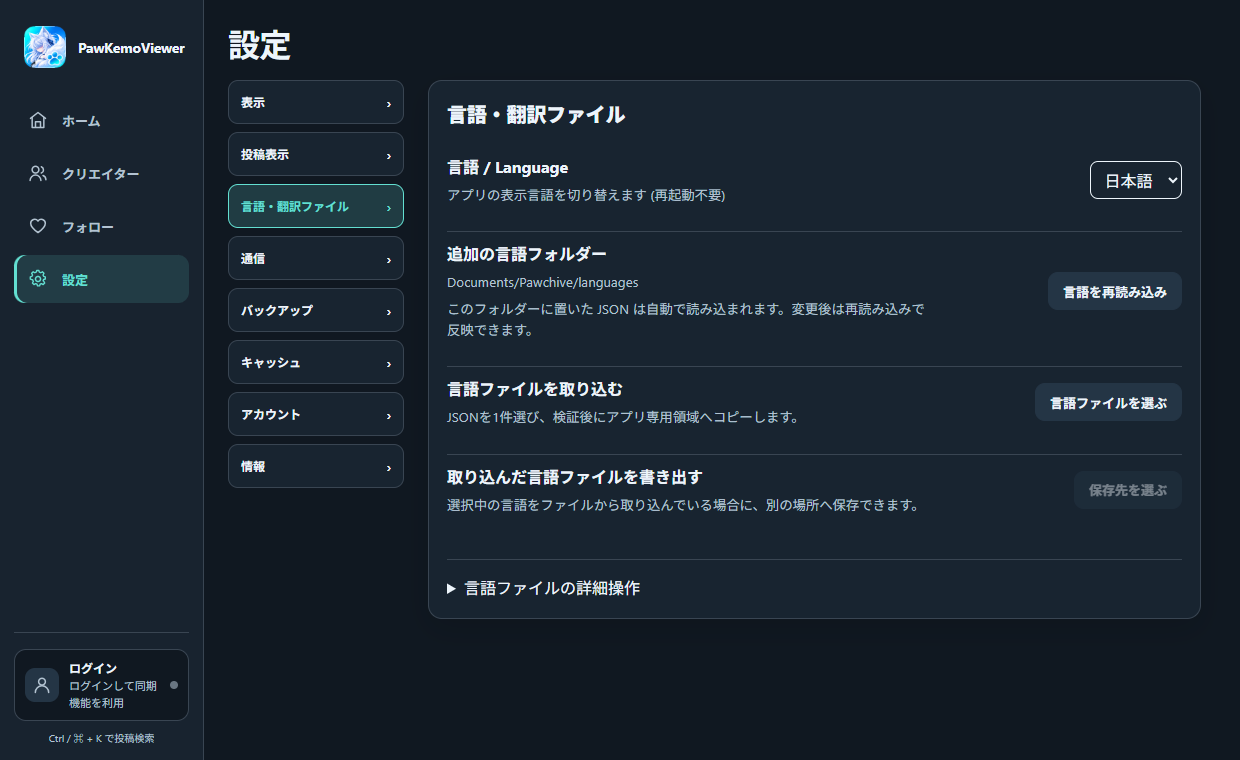 PawKemoViewer
ホーム
クリエイター
フォロー
設定
ログイン
ログインして同期
機能を利用
Ctrl / ⌘ + K で投稿検索
設定
表示 ›
投稿表示 ›
言語・翻訳ファイル ›
通信 ›
バックアップ ›
キャッシュ ›
アカウント ›
情報 ›
言語・翻訳ファイル
言語 / Language
アプリの表示言語を切り替えます (再起動不要)
日本語
追加の言語フォルダー
Documents/Pawchive/languages
このフォルダーに置いた JSON は自動で読み込まれます。変更後は再読み込みで
反映できます。
言語を再読み込み
言語ファイルを取り込む
JSONを1件選び、検証後にアプリ専用領域へコピーします。
言語ファイルを選ぶ
取り込んだ言語ファイルを書き出す
選択中の言語をファイルから取り込んでいる場合に、別の場所へ保存できます。
保存先を選ぶ
▶ 言語ファイルの詳細操作